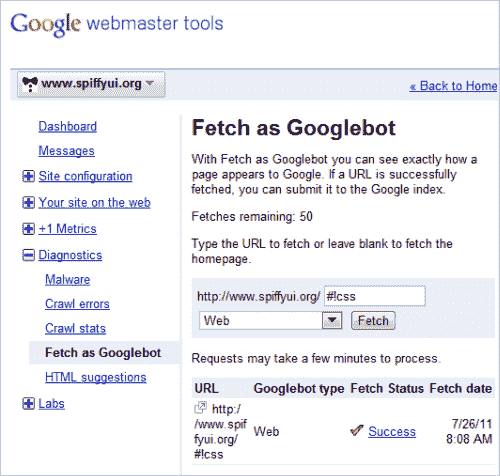 Google webmaster tools
www.spiffyui.org
« Back to Home
Dashboard
Messages
Site configuration
Your site on the web
+1 Metrics
Diagnostics
Malware
Crawl errors
Crawl stats
Fetch as Googlebot
HTML suggestions
Labs
Fetch as Googlebot
With Fetch as Googlebot you can see exactly how a
page appears to Google. If a URL is successfully
fetched, you can submit it to the Google index.
Fetches remaining: 50
Type the URL to fetch or leave blank to fetch the
homepage.
http://www.spiffyui.org/ #!css
Web Fetch
Requests may take a few minutes to process.
URL Googlebot type Fetch Status Fetch date
http:/
/www.spif
fyui.org/
#!css
Web
Success
7/26/11
8:08 AM